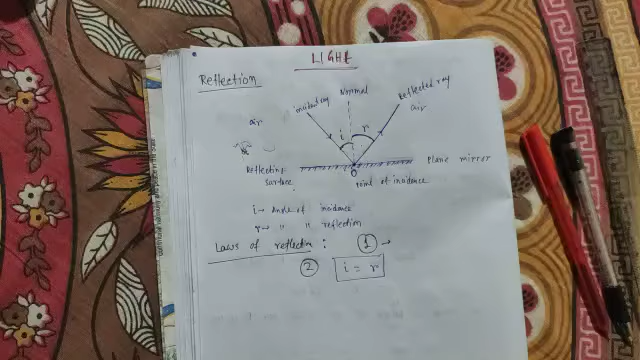 LIGHT
Reflection
Normal
incident ray
Reflected ray
air
air
i
r
Reflecting
surface
Plane mirror
O
point of incidence
i → Angle of incidence
r → " " reflection
Laws of reflection : ① →
② i = r